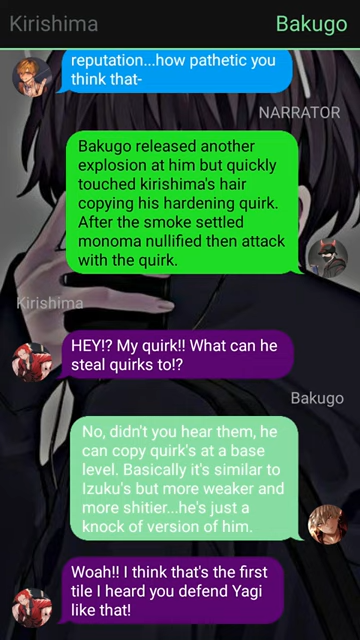 Kirishima
Bakugo
reputation...how pathetic you
think that-
NARRATOR
Bakugo released another
explosion at him but quickly
touched kirishima's hair
copying his hardening quirk.
After the smoke settled
monoma nullified then attack
with the quirk.
Kirishima
HEY!? My quirk!! What can he
steal quirks to!?
Bakugo
No, didn't you hear them, he
can copy quirk's at a base
level. Basically it's similar to
Izuku's but more weaker and
more shitier...he's just a
knock of version of him.
Woah!! I think that's the first
tile I heard you defend Yagi
like that!